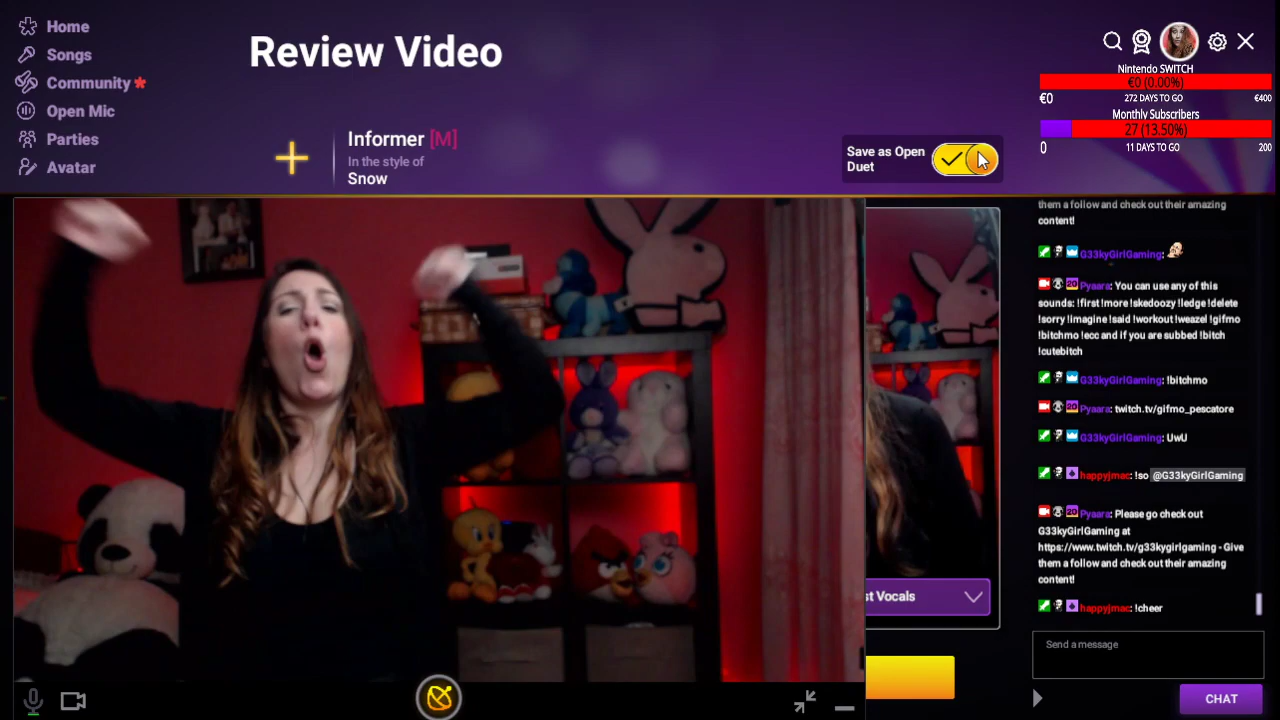 Home
Songs
Community *
Open Mic
Parties
Avatar
Review Video
Informer [M]
In the style of
Snow
Save as Open
Duet
Nintendo SWITCH
€0 (0.00%)
€0 272 DAYS TO GO €400
Monthly Subscribers
27 (13.50%)
0 11 DAYS TO GO 200
them a follow and check out their amazing
content!
G33kyGirlGaming:
20 Pyaara: You can use any of this
sounds: !first !more !skedoozy !ledge !delete
!sorry !imagine !said !workout !weazel !gifmo
!bitchmo !ecc and if you are subbed !bitch
!cutebitch
G33kyGirlGaming: !bitchmo
20 Pyaara: twitch.tv/gifmo_pescatore
G33kyGirlGaming: UwU
happyjmac: !so @G33kyGirlGaming
20 Pyaara: Please go check out
G33kyGirlGaming at
https://www.twitch.tv/g33kygirlgaming - Give
them a follow and check out their amazing
content!
happyjmac: !cheer
st Vocals
Send a message
CHAT